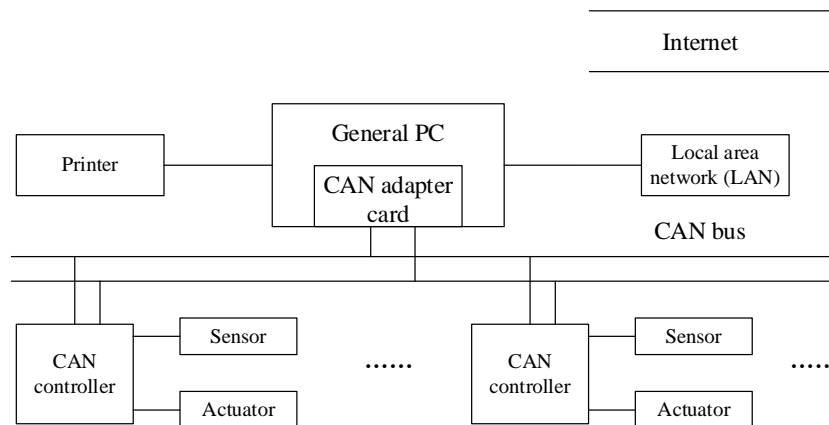 Internet
General PC
Printer
Local area
network (LAN)
CAN adapter
card
CAN bus
Sensor
CAN
controller
Actuator
......
Sensor
CAN
controller
Actuator
......